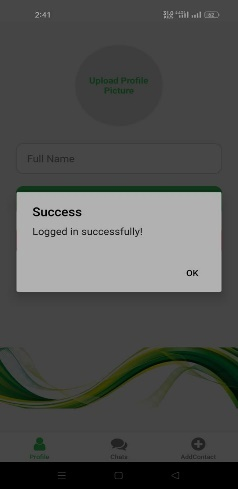 2:41
Upload Profile
Picture
Full Name
Success
Logged in successfully!
OK
Profile
Chats
AddContact